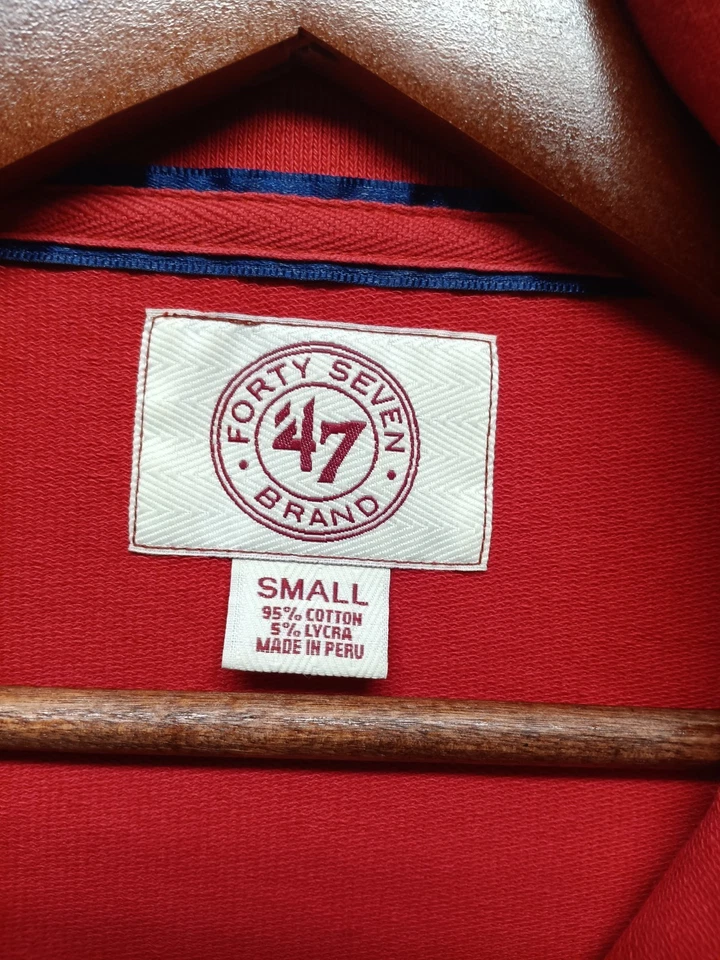 FORTY SEVEN
'47
BRAND
SMALL
95% COTTON
5% LYCRA
MADE IN PERU